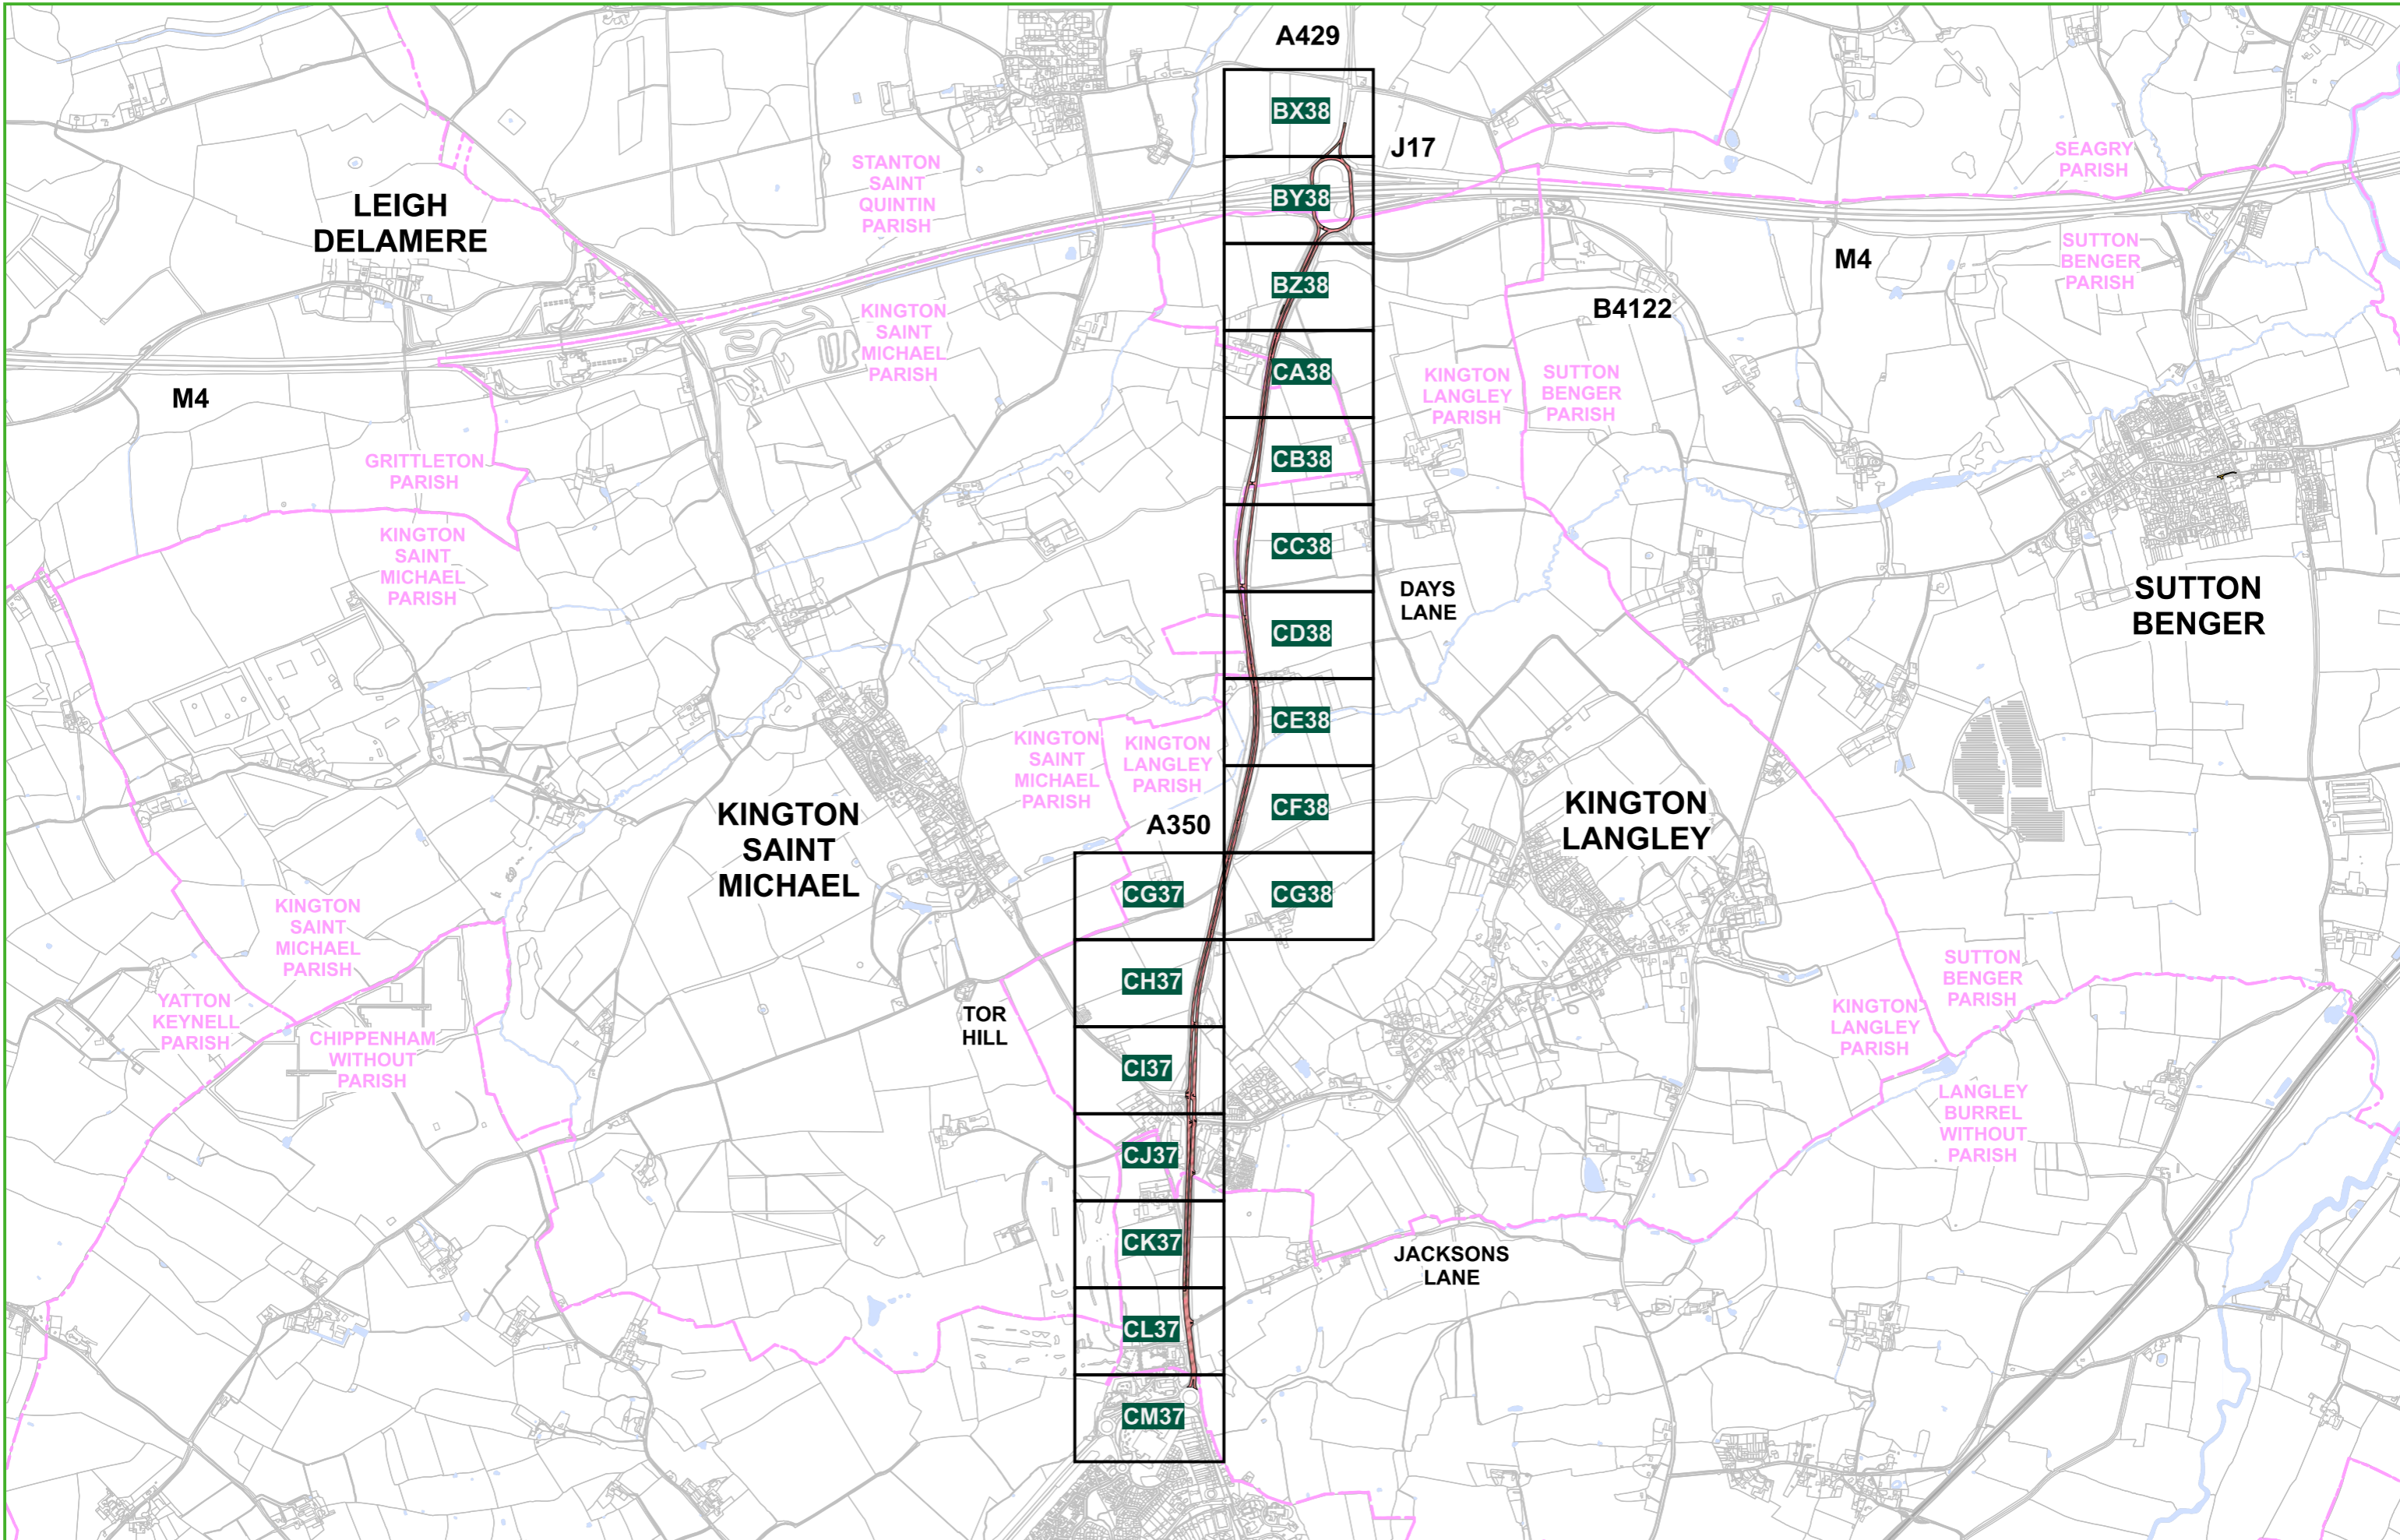 A429
BX38
J17
STANTON
SAINT
QUINTIN
PARISH
SEAGRY
PARISH
LEIGH
DELAMERE
BY38
SUTTON
BENGER
PARISH
M4
BZ38
B4122
KINGTON
SAINT
MICHAEL
PARISH
CA38
M4
KINGTON
LANGLEY
PARISH
SUTTON
BENGER
PARISH
GRITTLETON
PARISH
CB38
KINGTON
SAINT
MICHAEL
PARISH
CC38
DAYS
LANE
SUTTON
BENGER
CD38
CE38
KINGTON
SAINT
MICHAEL
PARISH
KINGTON
LANGLEY
PARISH
KINGTON
SAINT
MICHAEL
A350
CF38
KINGTON
LANGLEY
CG37
CG38
KINGTON
SAINT
MICHAEL
PARISH
CH37
SUTTON
BENGER
PARISH
YATTON
KEYNELL
PARISH
TOR
HILL
KINGTON
LANGLEY
PARISH
CHIPPENHAM
WITHOUT
PARISH
CI37
LANGLEY
BURREL
WITHOUT
PARISH
CJ37
CK37
JACKSONS
LANE
CL37
CM37